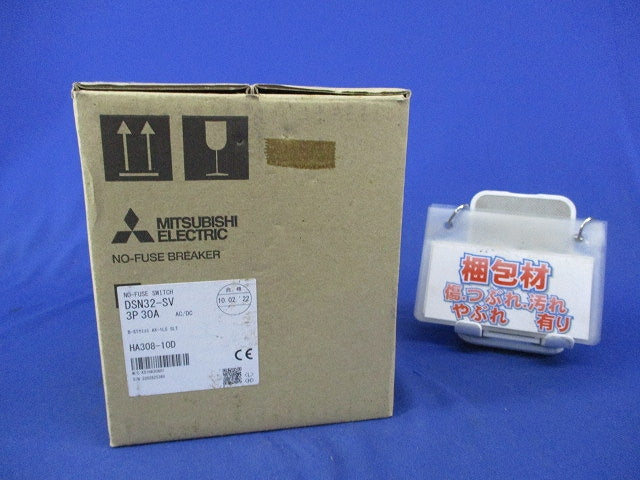 MITSUBISHI
ELECTRIC
NO-FUSE BREAKER
NO-FUSE SWITCH
DSN32-SV
3P 30A AC/DC
10.02.22
HA308-10D
CE
梱包材
傷,つぶれ,汚れ
やぶれ 有り